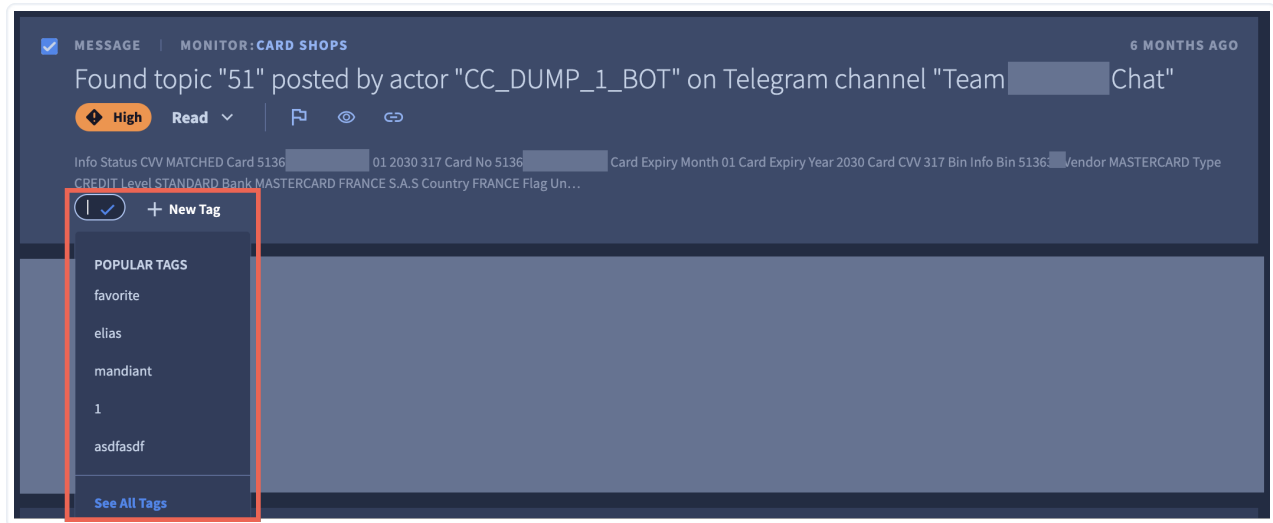 MESSAGE | MONITOR: CARD SHOPS 6 MONTHS AGO
Found topic "51" posted by actor "CC_DUMP_1_BOT" on Telegram channel "Team Chat"
High Read
Info Status CVV MATCHED Card 5136 01 2030 317 Card No 5136 Card Expiry Month 01 Card Expiry Year 2030 Card CVV 317 Bin Info Bin 5136 Vendor MASTERCARD Type
CREDIT Level STANDARD Bank MASTERCARD FRANCE S.A.S Country FRANCE Flag Un...
+ New Tag
POPULAR TAGS
favorite
elias
mandiant
1
asdfasdf
See All Tags